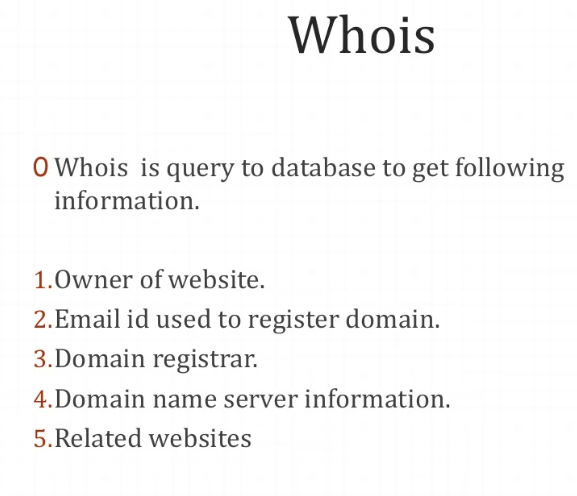 Whois
O Whois is query to database to get following
information.
1.Owner of website.
2.Email id used to register domain.
3.Domain registrar.
4.Domain name server information.
5.Related websites